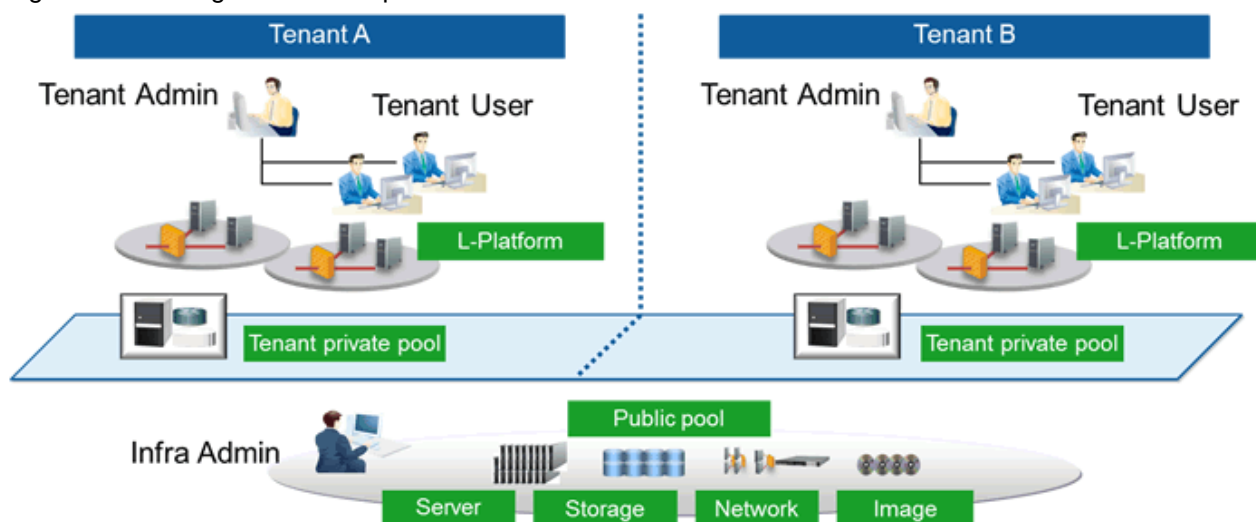 Tenant A
Tenant B
Tenant Admin
Tenant User
L-Platform
Tenant Admin
Tenant User
L-Platform
Tenant private pool
Tenant private pool
Public pool
Infra Admin
Server
Storage
Network
Image